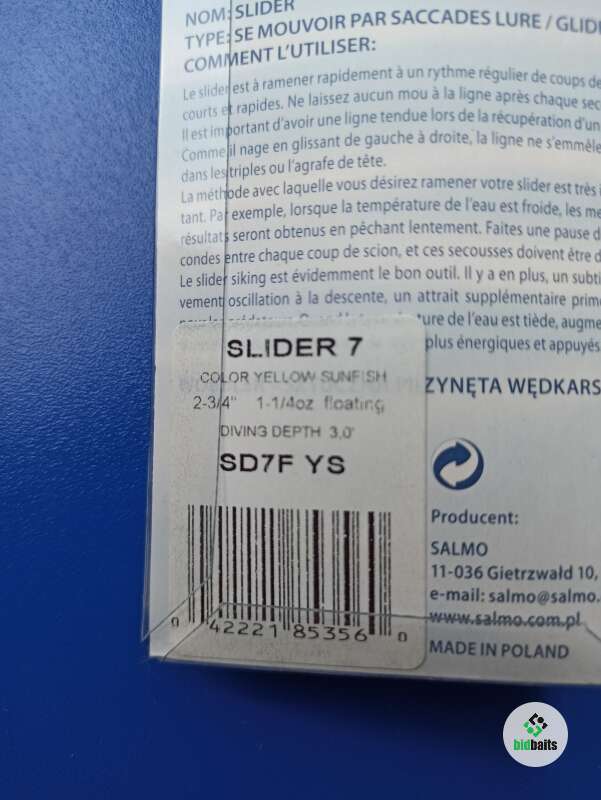 NOM: SLIDER
TYPE: SE MOUVOIR PAR SACCADES LURE / GLID
COMMENT L'UTILISER:
Le slider est à ramener rapidement à un rythme régulier de coups de
courts et rapides. Ne laissez aucun mou à la ligne après chaque sec
Il est important d'avoir une ligne tendue lors de la récupération d'un
Comme il nage en glissant de gauche à droite, la ligne ne s'emmêle
dans les triples ou l'agrafe de tête.
La méthode avec laquelle vous désirez ramener votre slider est très i
tant. Par exemple, lorsque la température de l'eau est froide, les me
résultats seront obtenus en pêchant lentement. Faites une pause d
condes entre chaque coup de scion, et ces secousses doivent être d
Le slider siking est évidemment le bon outil. Il y a en plus, un subti
vement oscillation à la descente, un attrait supplémentaire prim
ture de l'eau est tiède, augme
plus énergiques et appuyés
SLIDER 7
COLOR YELLOW SUNFISH
2-3/4" 1-1/4oz floating
DIVING DEPTH 3,0'
SD7F YS
ZYNĘTA WĘDKARS
Producent:
SALMO
11-036 Gietrzwałd 10,
e-mail: salmo@salmo.
www.salmo.com.pl
MADE IN POLAND
0 42221 85356 0
bidbaits